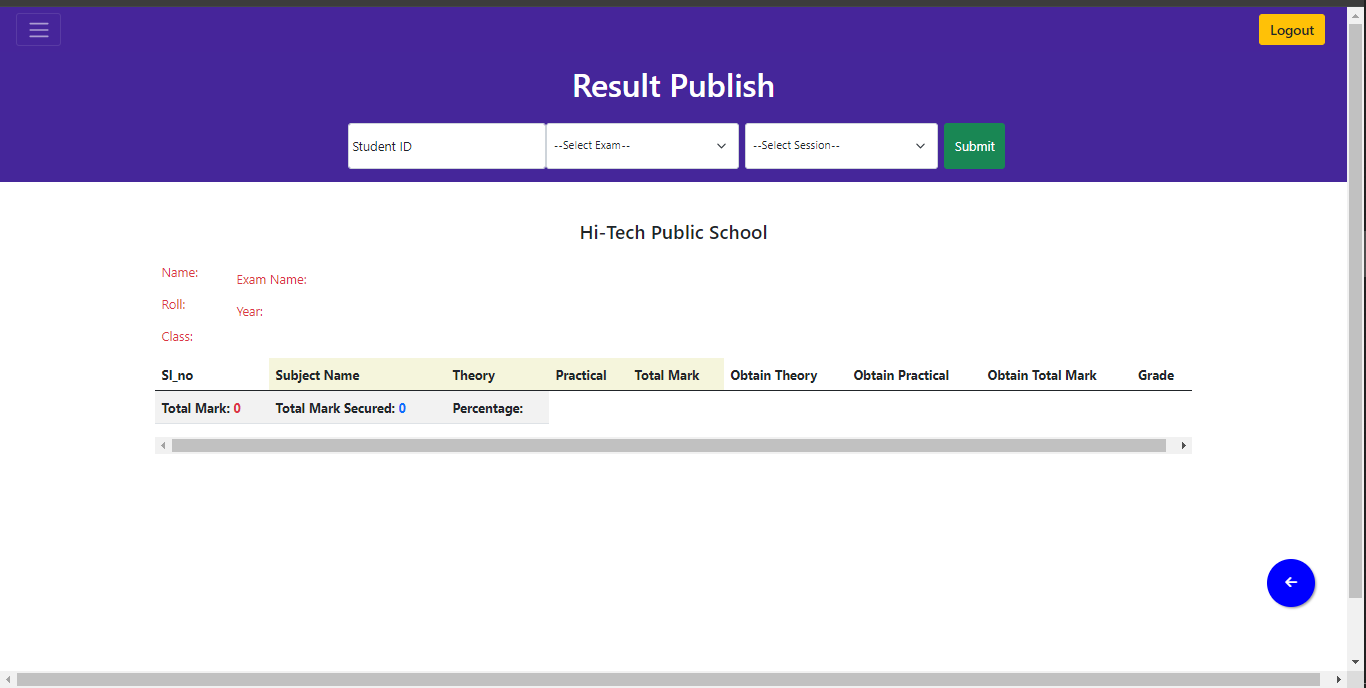 Logout
Result Publish
Student ID --Select Exam-- --Select Session-- Submit
Hi-Tech Public School
Name: Exam Name:
Roll: Year:
Class:
Sl_no Subject Name Theory Practical Total Mark Obtain Theory Obtain Practical Obtain Total Mark Grade
Total Mark: 0 Total Mark Secured: 0 Percentage: